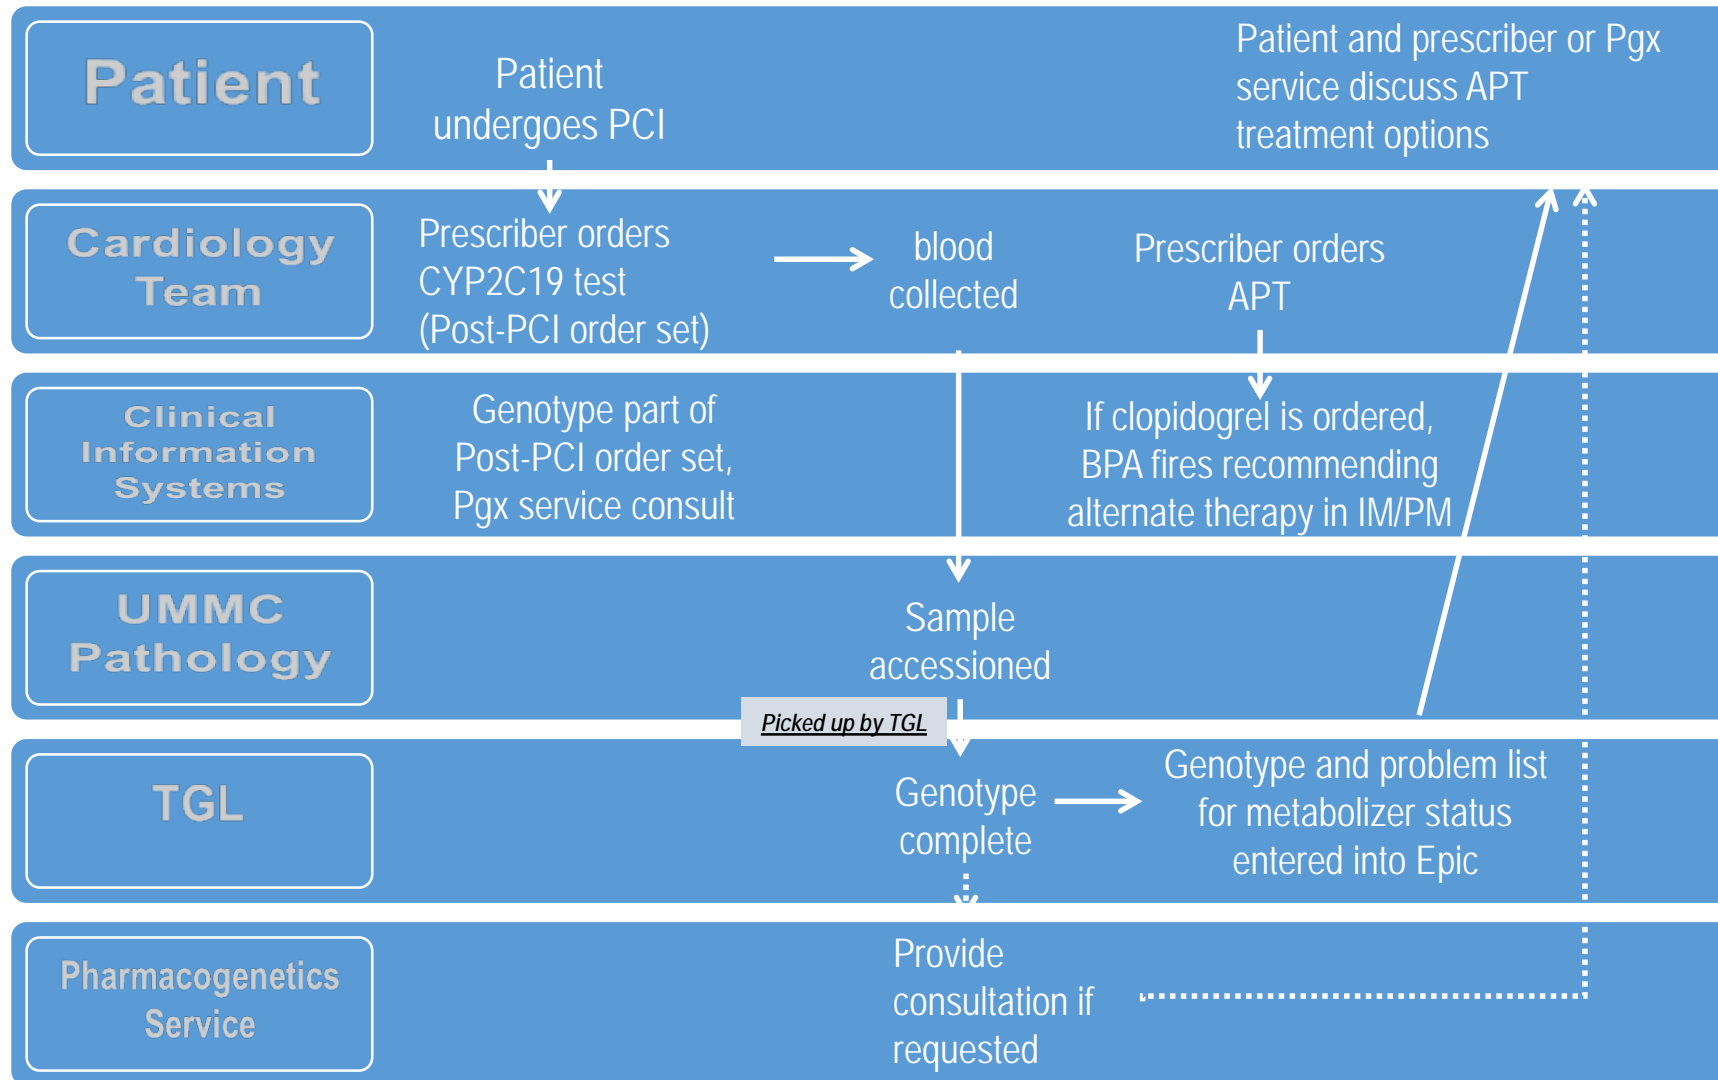 Patient
Patient
undergoes PCI
Patient and prescriber or Pgx
service discuss APT
treatment options
Cardiology
Team
Prescriber orders
CYP2C19 test
(Post-PCI order set)
blood
collected
Prescriber orders
APT
Clinical
Information
Systems
Genotype part of
Post-PCI order set,
Pgx service consult
If clopidogrel is ordered,
BPA fires recommending
alternate therapy in IM/PM
UMMC
Pathology
Sample
accessioned
Picked up by TGL
TGL
Genotype
complete
Genotype and problem list
for metabolizer status
entered into Epic
Pharmacogenetics
Service
Provide
consultation if
requested